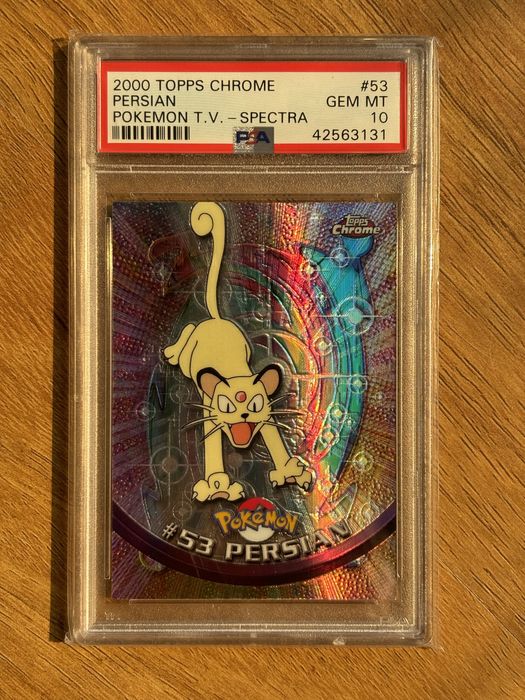 2000 TOPPS CHROME #53
PERSIAN GEM MT
POKEMON T.V.-SPECTRA 10
PSA 42563131
Topps
Chrome
POKéMON
#53 PERSIAN